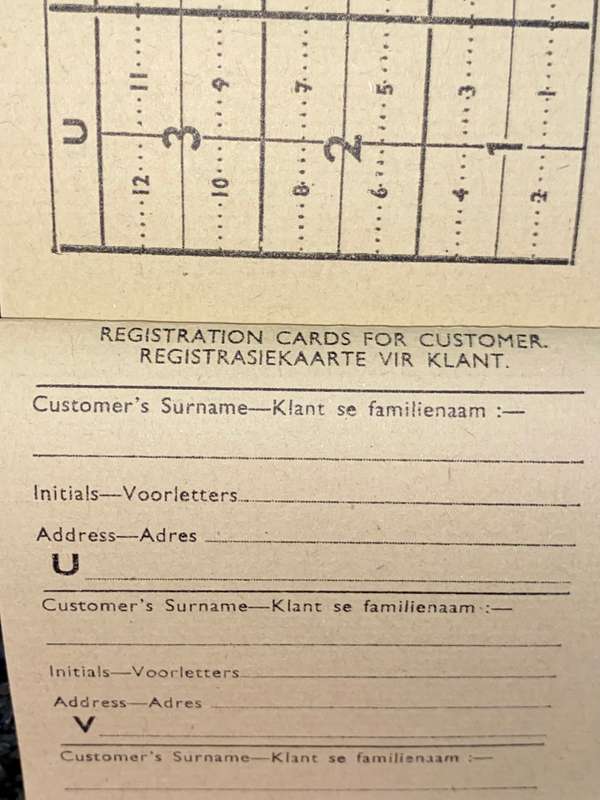 U
11 9 7 5 3 1
3 2 1
12 10 8 6 4 2
REGISTRATION CARDS FOR CUSTOMER.
REGISTRASIEKAARTE VIR KLANT.
Customer's Surname—Klant se familienaam :—
Initials—Voorletters
Address—Adres
U
Customer's Surname—Klant se familienaam :—
Initials—Voorletters
Address—Adres
V
Customer's Surname—Klant se familienaam :—